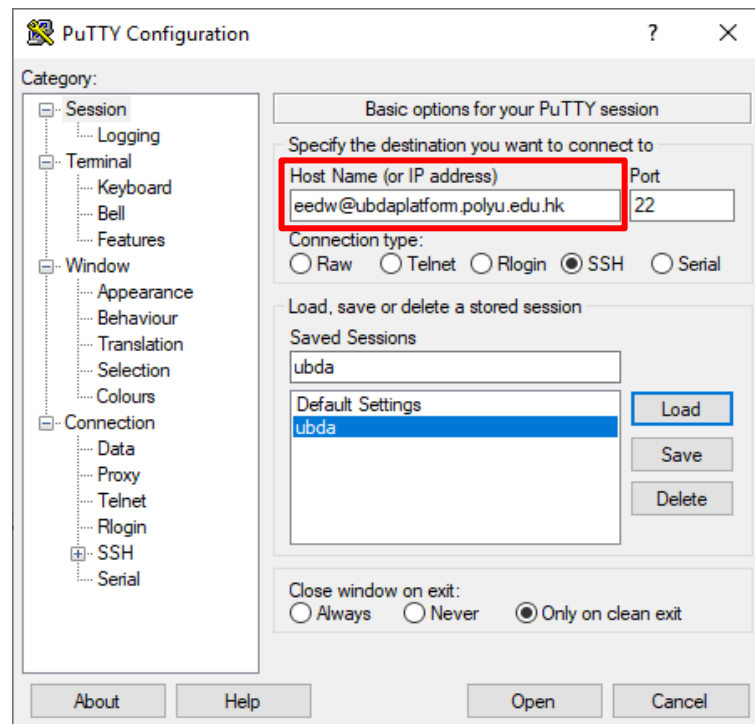 PuTTY Configuration
?
Category:
Session
Logging
Terminal
Keyboard
Bell
Features
Window
Appearance
Behaviour
Translation
Selection
Colours
Connection
Data
Proxy
Telnet
Rlogin
SSH
Serial
Basic options for your PuTTY session
Specify the destination you want to connect to
Host Name (or IP address) Port
eedw@ubdaplatform.polyu.edu.hk 22
Connection type:
Raw Telnet Rlogin SSH Serial
Load, save or delete a stored session
Saved Sessions
ubda
Default Settings
ubda
Load
Save
Delete
Close window on exit:
Always Never Only on clean exit
About Help Open Cancel